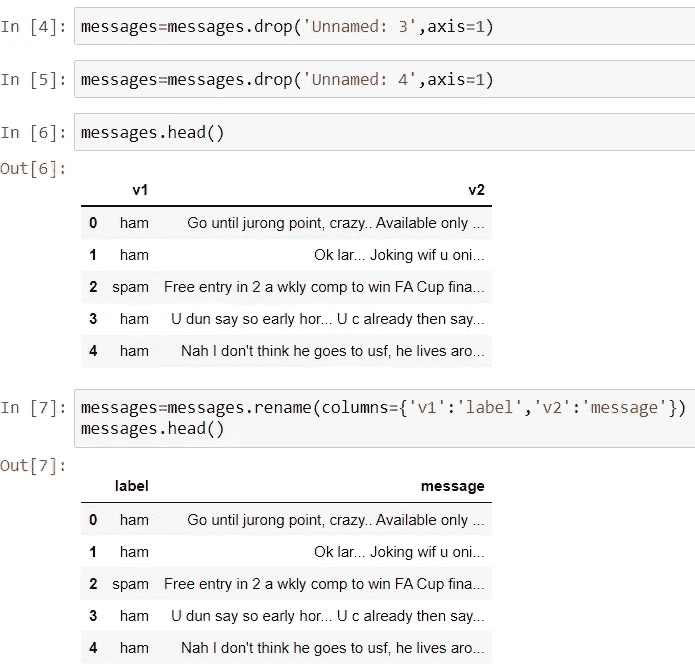 In [4]: messages=messages.drop('Unnamed: 3',axis=1)
In [5]: messages=messages.drop('Unnamed: 4',axis=1)
In [6]: messages.head()
Out[6]:
v1 v2
0 ham Go until jurong point, crazy.. Available only ...
1 ham Ok lar... Joking wif u oni...
2 spam Free entry in 2 a wkly comp to win FA Cup fina...
3 ham U dun say so early hor... U c already then say...
4 ham Nah I don't think he goes to usf, he lives aro...
In [7]: messages=messages.rename(columns={'v1':'label','v2':'message'})
messages.head()
Out[7]:
label message
0 ham Go until jurong point, crazy.. Available only ...
1 ham Ok lar... Joking wif u oni...
2 spam Free entry in 2 a wkly comp to win FA Cup fina...
3 ham U dun say so early hor... U c already then say...
4 ham Nah I don't think he goes to usf, he lives aro...